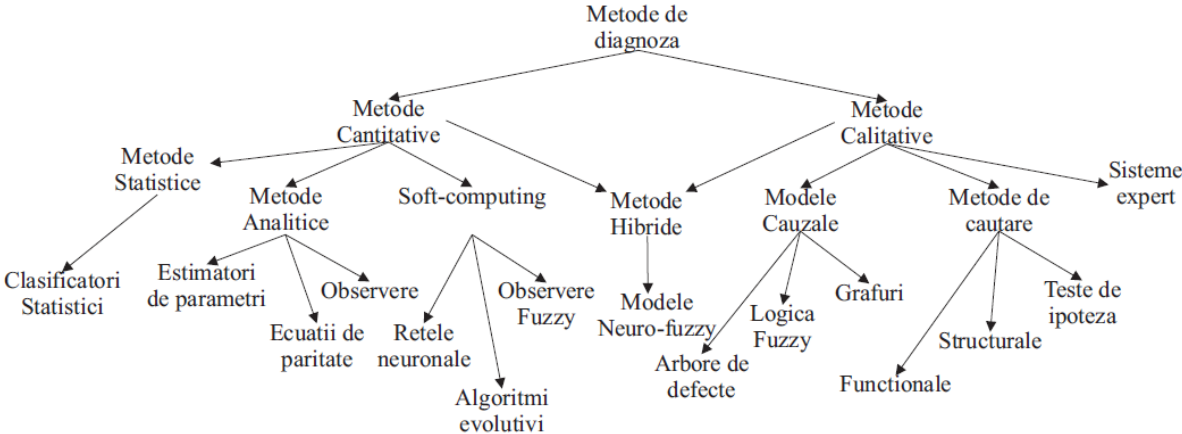 Metode de
diagnoza
Metode
Cantitative
Metode
Calitative
Metode
Statistice
Metode
Analitice
Soft-computing
Metode
Hibride
Modele
Cauzale
Metode de
cautare
Sisteme
expert
Clasificatori
Statistici
Estimatori
de parametri
Ecuatii de
paritate
Observere
Retele
neuronale
Algoritmi
evolutivi
Observere
Fuzzy
Modele
Neuro-fuzzy
Arbore de
defecte
Logica
Fuzzy
Grafuri
Functionale
Structurale
Teste de
ipoteza